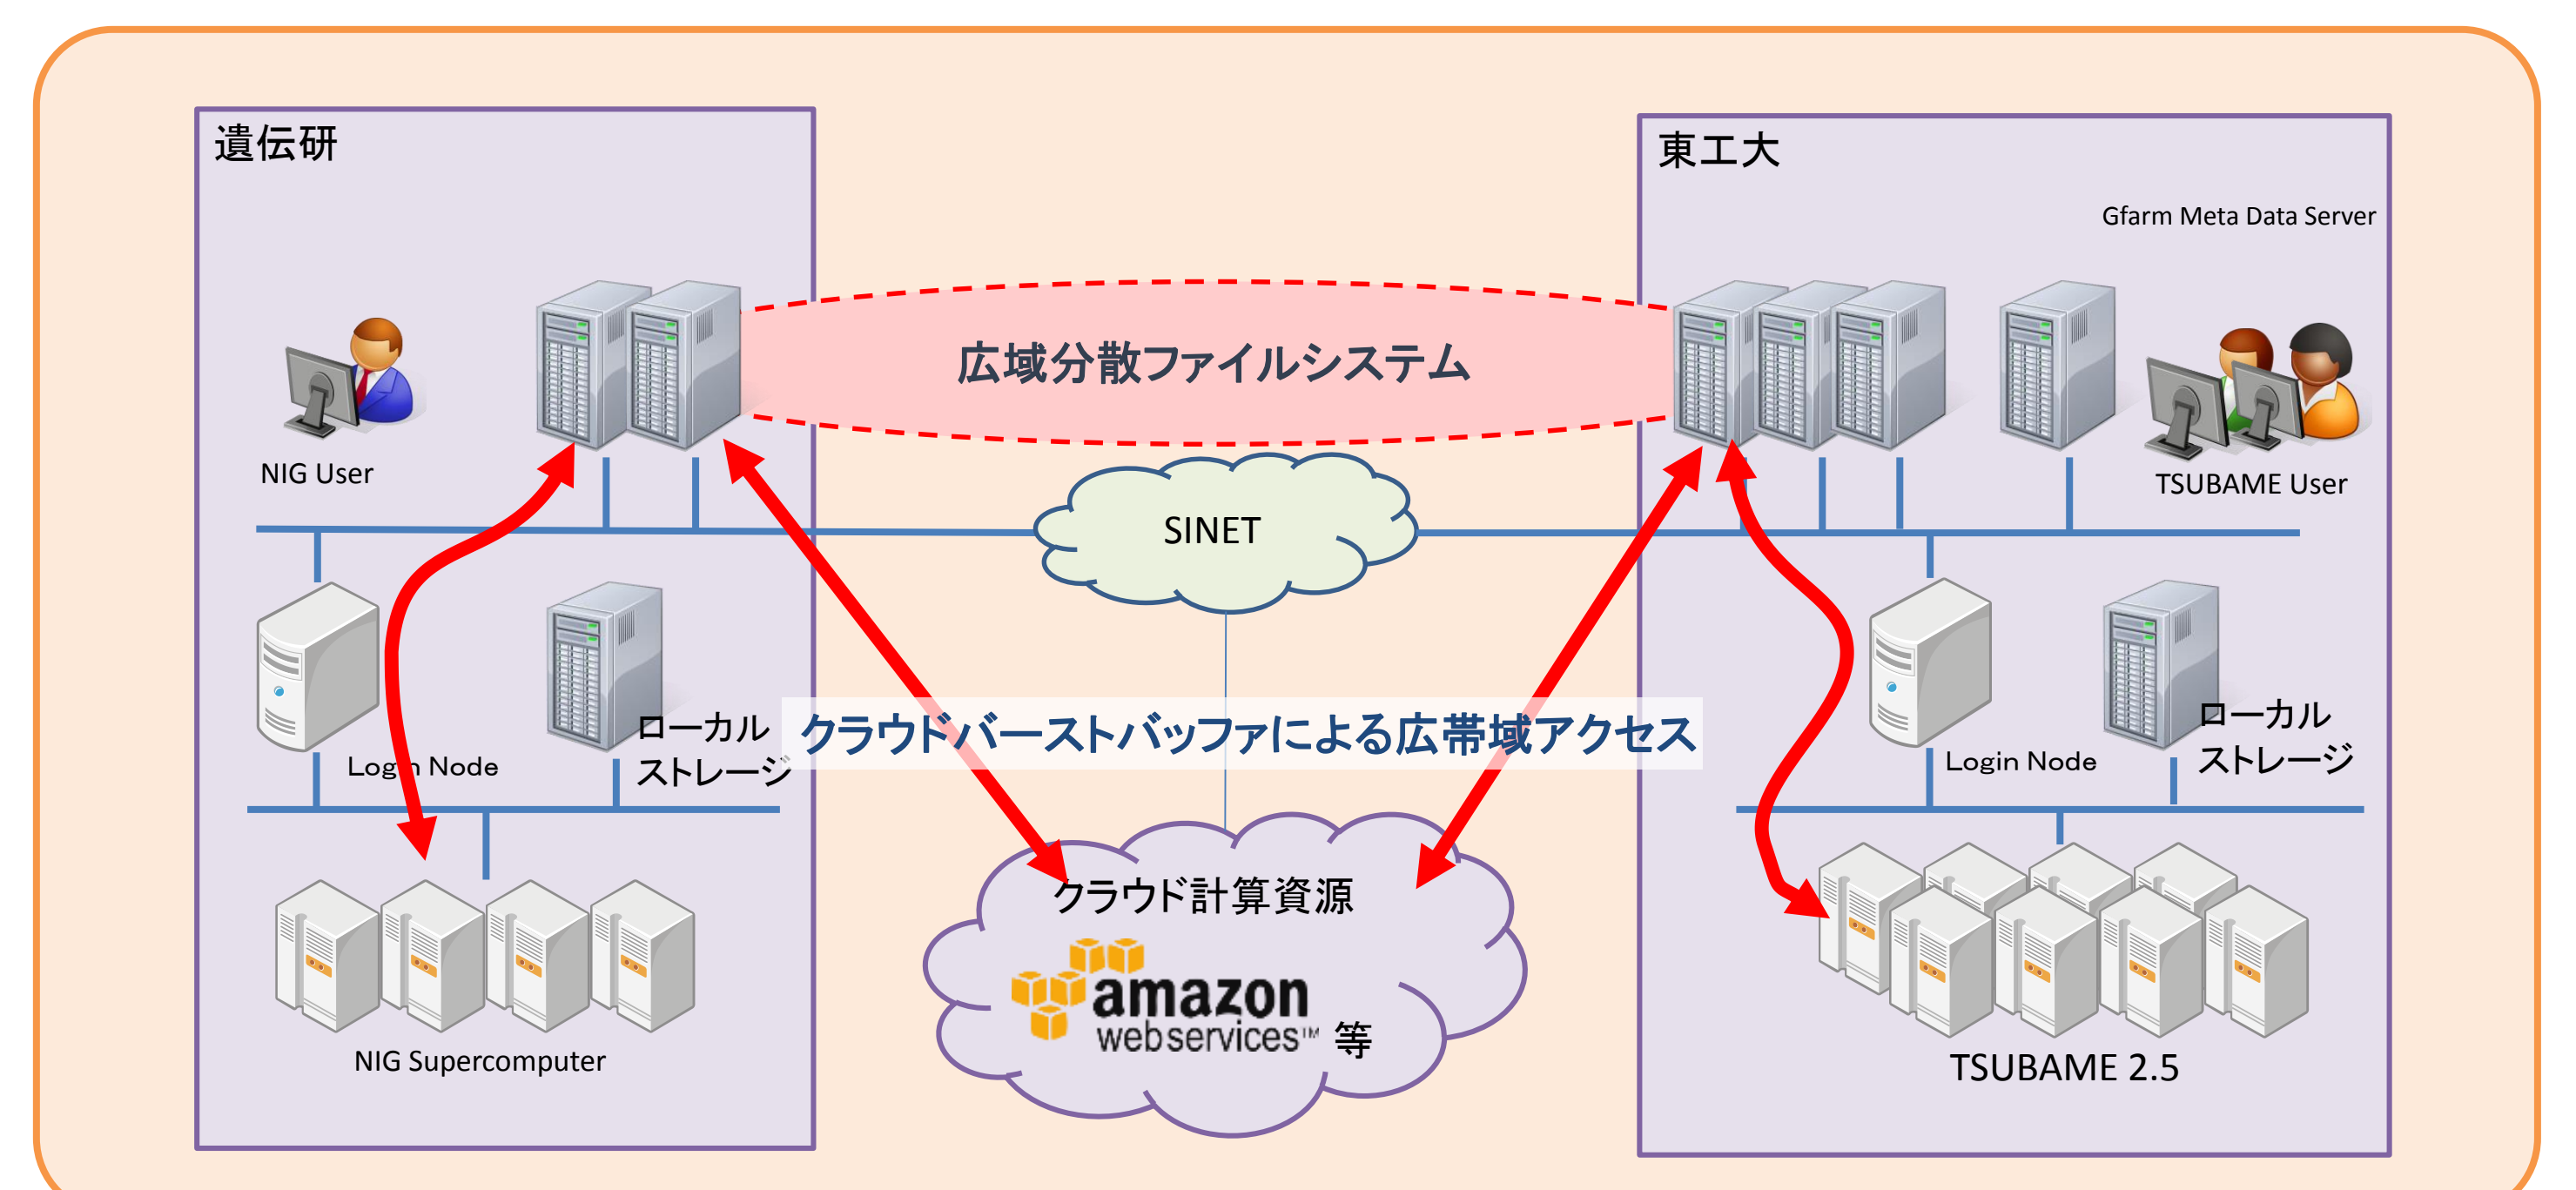 遺伝研
東工大
Gfarm Meta Data Server
広域分散ファイルシステム
NIG User
TSUBAME User
SINET
ローカル
ストレージ
Login Node
クラウドバーストバッファによる広帯域アクセス
ローカル
ストレージ
Login Node
クラウド計算資源
amazon
webservices™ 等
NIG Supercomputer
TSUBAME 2.5